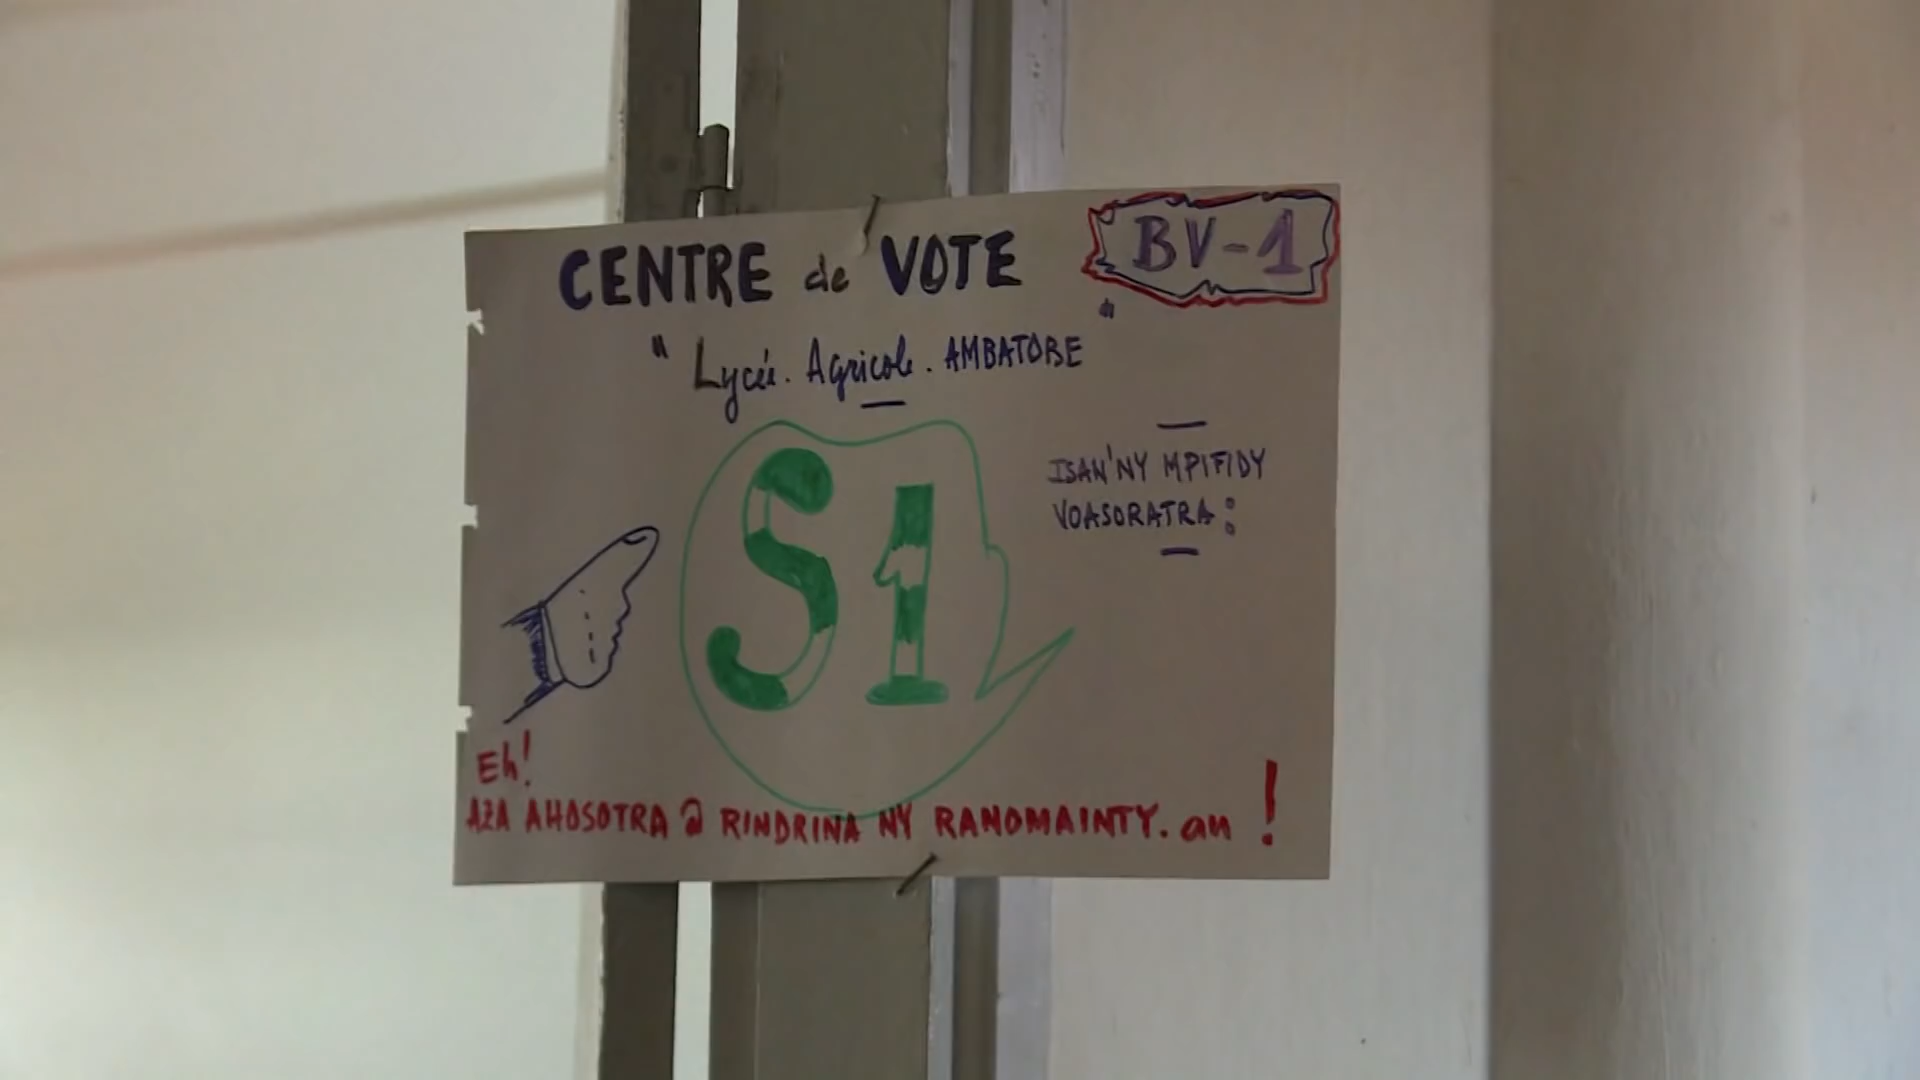 CENTRE de VOTE
BV-1
" Lycée. Agricole. AMBATOBE "
S1
ISAN'NY MPIFIDY
VOASORATRA :
Eh!
AZA AHOSOTRA @ RINDRINA NY RANOMAINTY. an !